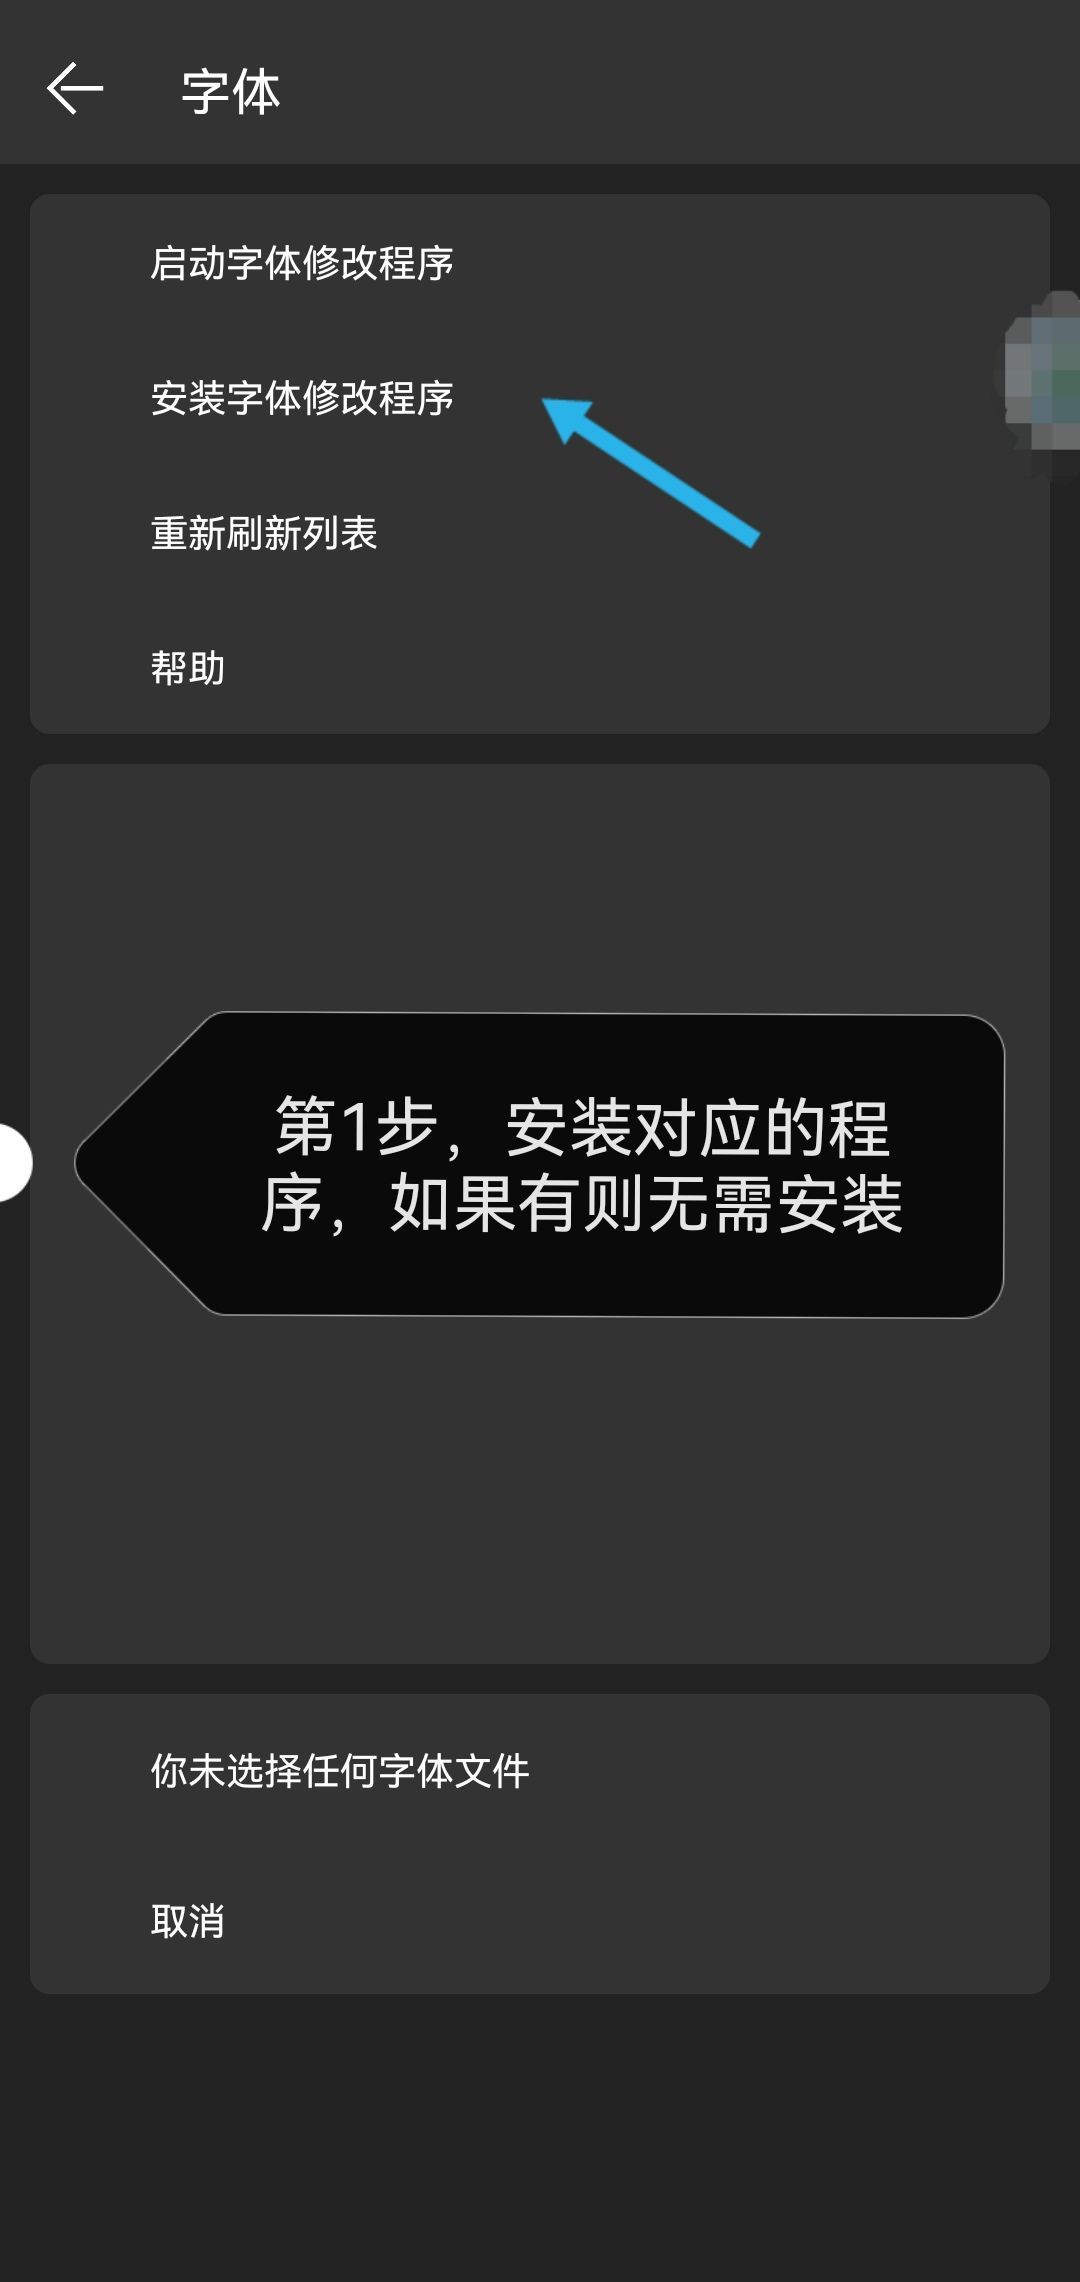 字体
启动字体修改程序
安装字体修改程序
重新刷新列表
帮助
第1步，安装对应的程
序，如果有则无需安装
你未选择任何字体文件
取消